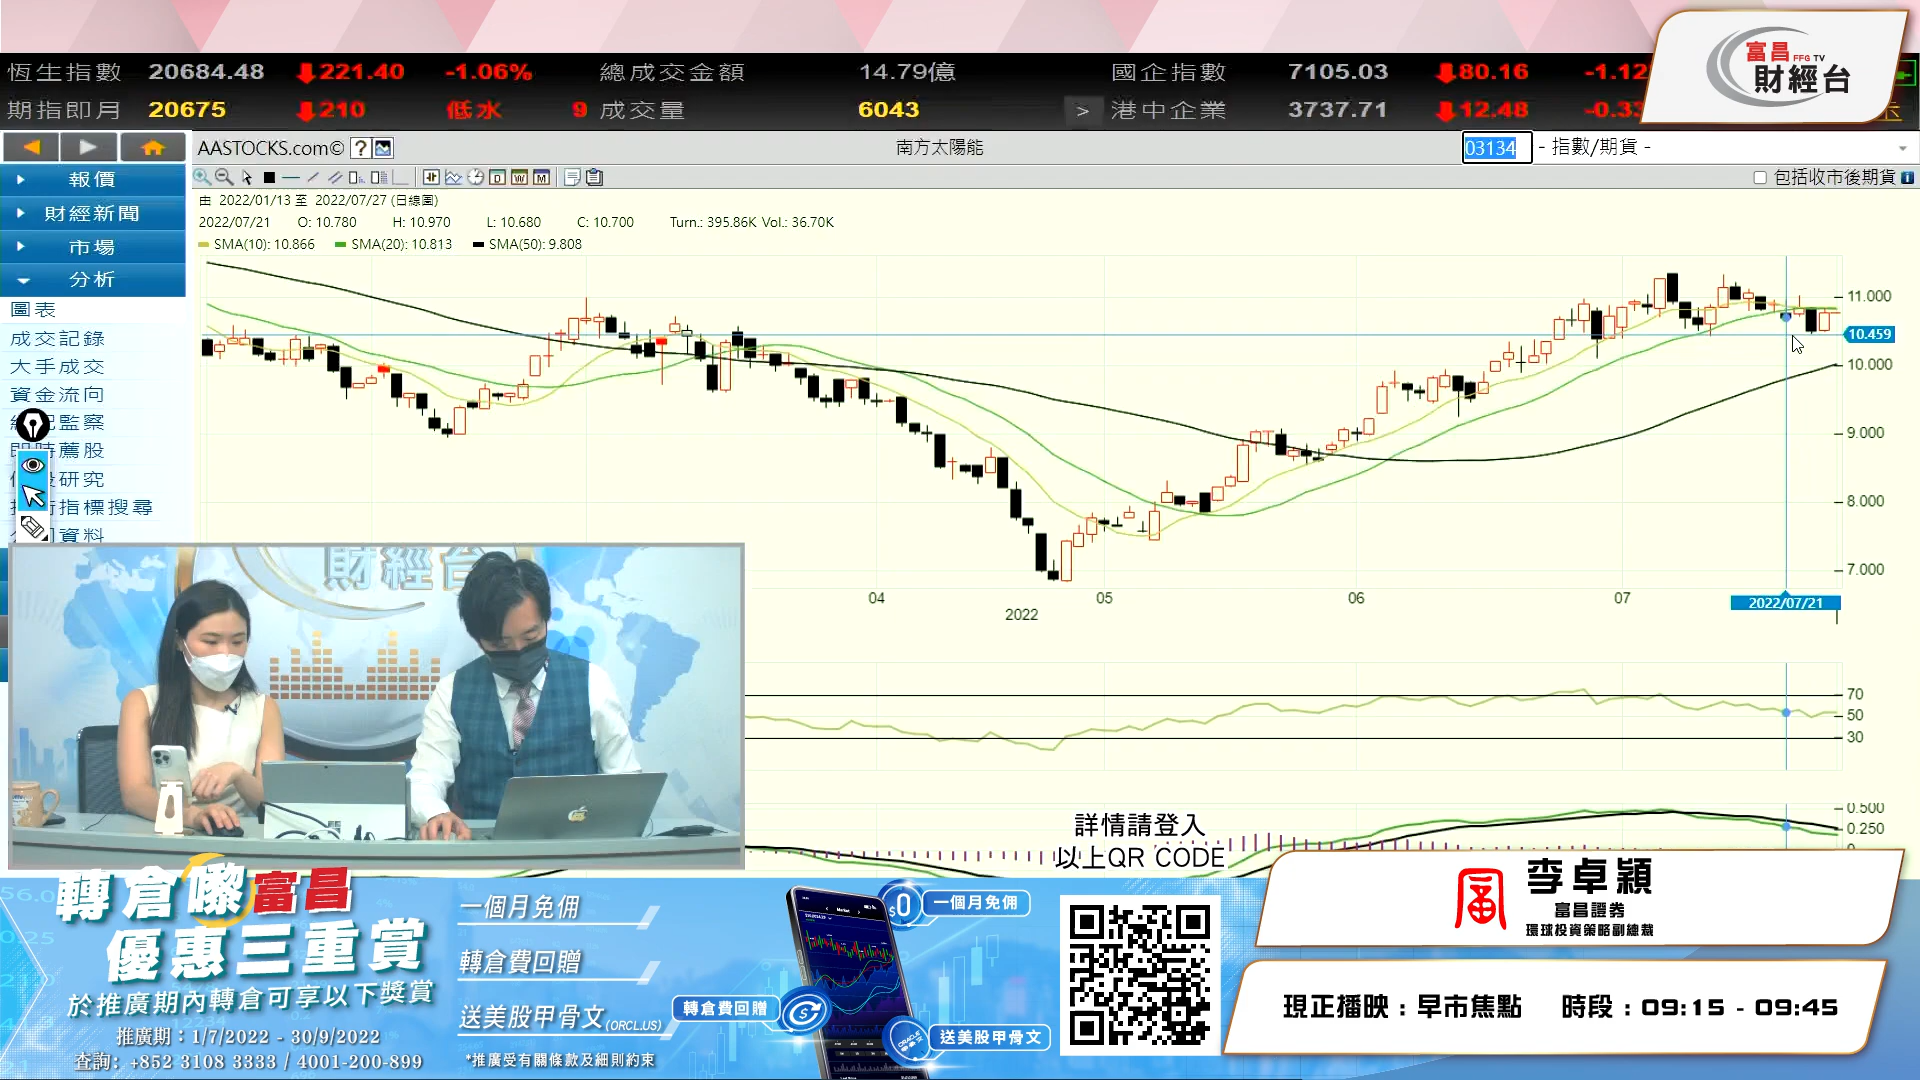 恆生指數 20684.48 221.40 -1.06% 總成交金額 14.79億 國企指數 7105.03 80.16 -1.12
期指即月 20675 210 低水 9 成交量 6043 > 港中企業 3737.71 12.48 -0.33
富昌 FFG TV
財經台
AASTOCKS.com© ? 南方太陽能 03134 - 指數/期貨 -
包括收市後期貨
報價
財經新聞
市場
分析
圖表
成交記錄
大手成交
資金流向
監察
薦股
研究
指標搜尋
資料
由 2022/01/13 至 2022/07/27 (日線圖)
2022/07/21 O: 10.780 H: 10.970 L: 10.680 C: 10.700 Turn.: 395.86K Vol.: 36.70K
SMA(10): 10.866 SMA(20): 10.813 SMA(50): 9.808
11.000
10.459
10.000
9.000
8.000
7.000
04 05 06 07
2022
2022/07/21
70
50
30
0.500
0.250
0
財經台
詳情請登入
以上QR CODE
轉倉嚟富昌
優惠三重賞
於推廣期內轉倉可享以下獎賞
推廣期：1/7/2022 - 30/9/2022
查詢：+852 3108 3333 / 4001-200-899
一個月免佣
轉倉費回贈
送美股甲骨文(ORCL.US)
*推廣受有關條款及細則約束
$0 一個月免佣
轉倉費回贈
送美股甲骨文
李卓穎
富昌證券
環球投資策略副總裁
現正播映：早市焦點 時段：09:15 - 09:45